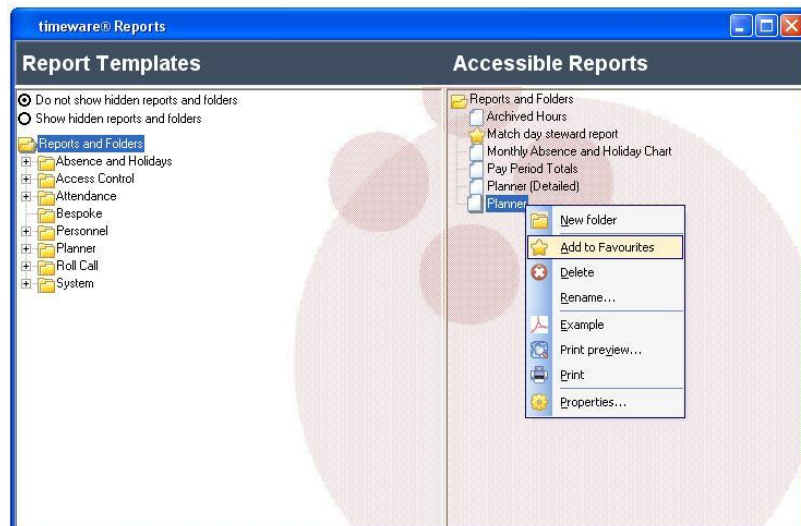 timeware® Reports
Report Templates
Accessible Reports
Do not show hidden reports and folders
Show hidden reports and folders
Reports and Folders
Absence and Holidays
Access Control
Attendance
Bespoke
Personnel
Planner
Roll Call
System
Reports and Folders
Archived Hours
Match day steward report
Monthly Absence and Holiday Chart
Pay Period Totals
Planner (Detailed)
Planner
New folder
Add to Favourites
Delete
Rename...
Example
Print preview...
Print
Properties...